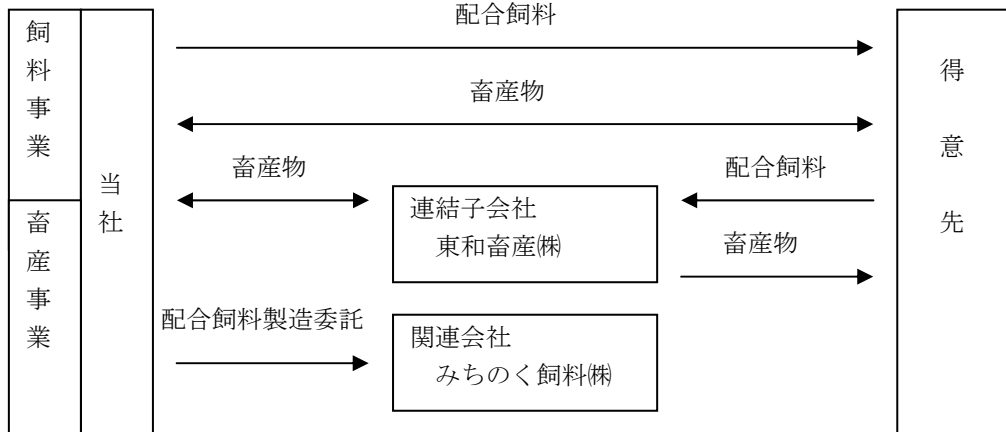 飼料事業
畜産事業
当社
配合飼料
畜産物
畜産物
配合飼料
連結子会社
東和畜産㈱
畜産物
配合飼料製造委託
関連会社
みちのく飼料㈱
得意先